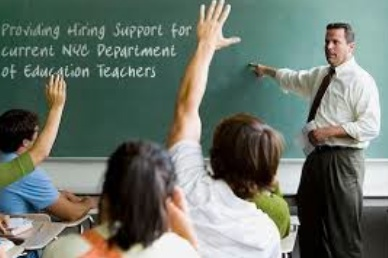 Providing Hiring Support for
current NYC Department
of Education Teachers